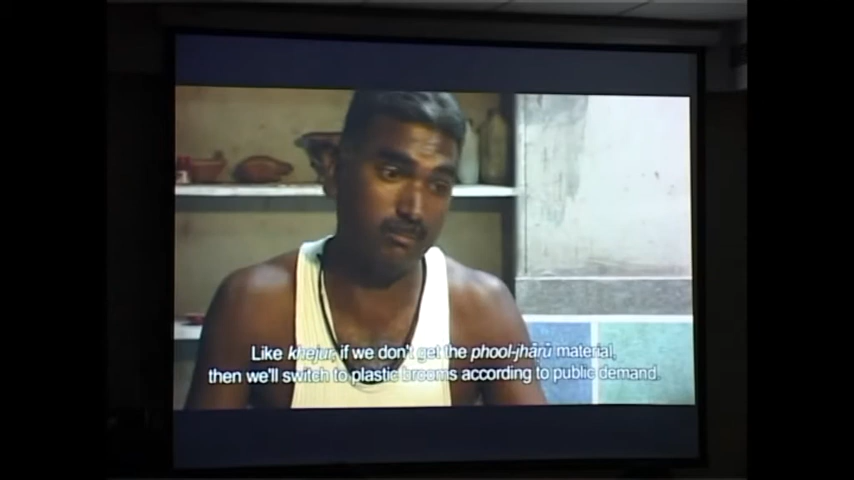 Like khejur, if we don't get the phool-jhārū material,
then we'll switch to plastic brooms according to public demand.